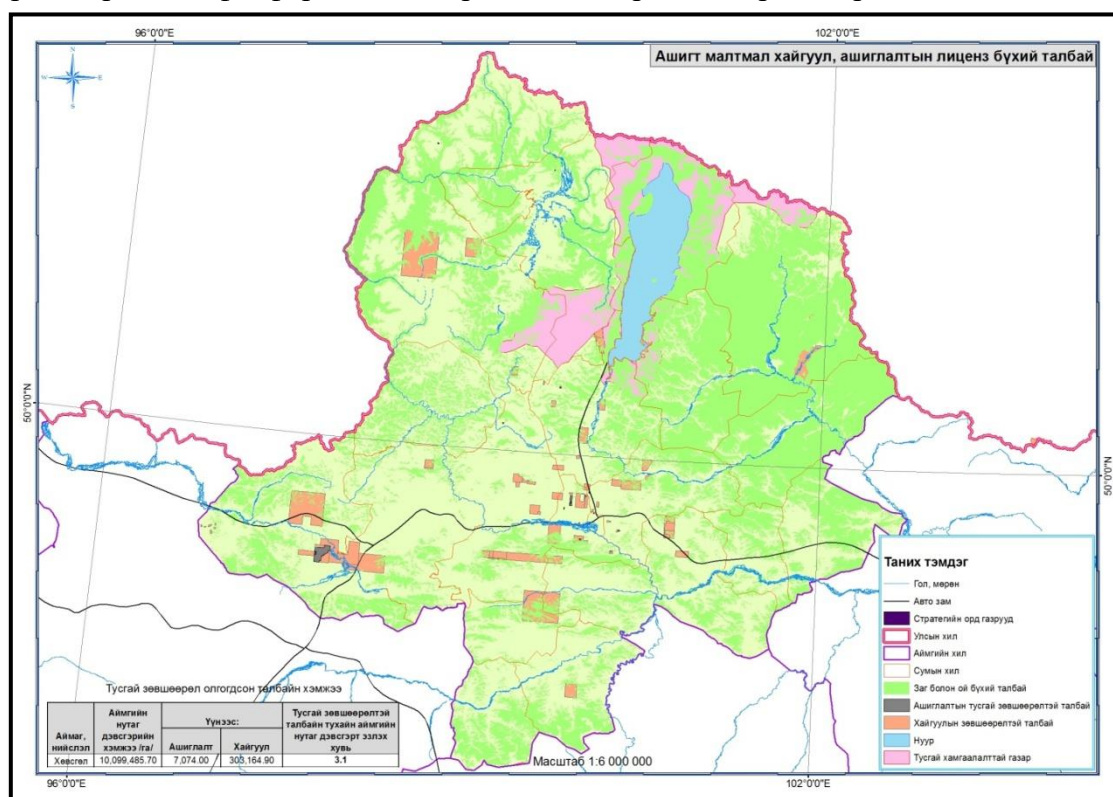 96°0'0"E
102°0'0"E
Ашигт малтмал хайгуул, ашиглалтын лиценз бүхий талбай
N
W E
S
50°0'0"N
50°0'0"N
Таних тэмдэг
Гол, мөрөн
Авто зам
Стратегийн орд газрууд
Улсын хил
Аймгийн хил
Сумын хил
Заг болон ой бүхий талбай
Ашиглалтын тусгай зөвшөөрөлтэй талбай
Хайгуулын зөвшөөрөлтэй талбай
Нуур
Тусгай хамгаалалттай газар
Тусгай зөвшөөрөл олгогдсон талбайн хэмжээ
Аймаг, нийслэл
Аймгийн нутаг дэвсгэрийн хэмжээ /га/
Үүнээс:
Ашиглалт
Хайгуул
Тусгай зөвшөөрөлтэй талбайн тухайн аймгийн нутаг дэвсгэрт эзлэх хувь
Хөвсгөл 10,099,485.70 7,074.00 303,164.90 3.1
Масштаб 1:6 000 000
96°0'0"E
102°0'0"E